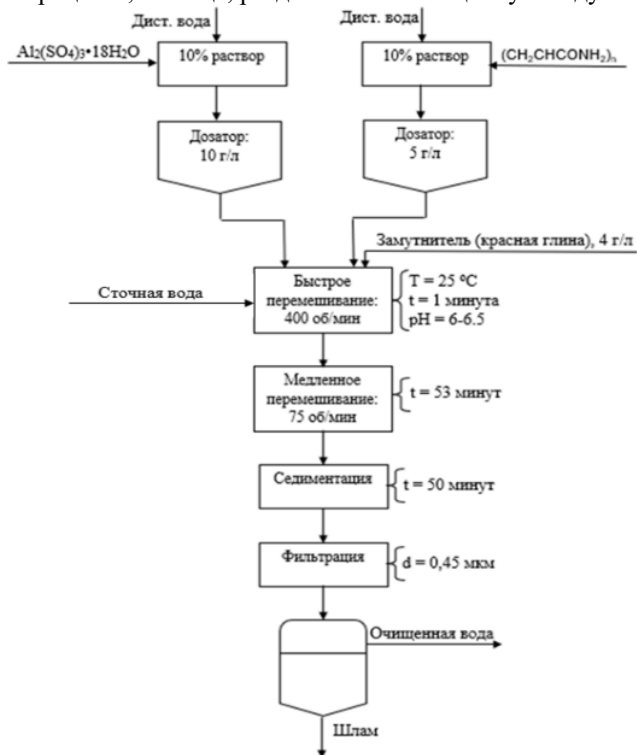 Дист. вода
Дист. вода
Al₂(SO₄)₃•18H₂O
10% раствор
10% раствор
(CH₂CHCONH₂)ₙ
Дозатор:
10 г/л
Дозатор:
5 г/л
Замутнитель (красная глина), 4 г/л
Сточная вода
Быстрое
перемешивание:
400 об/мин
T = 25 ºC
t = 1 минута
pH = 6-6.5
Медленное
перемешивание:
75 об/мин
t = 53 минут
Седиментация
t = 50 минут
Фильтрация
d = 0,45 мкм
Очищенная вода
Шлам